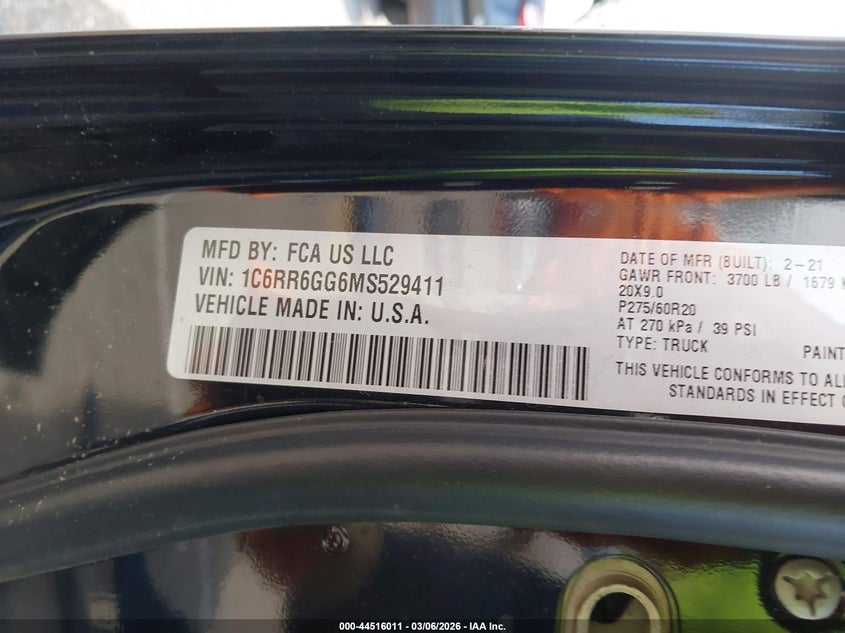 MFD BY: FCA US LLC
VIN: 1C6RR6GG6MS529411
VEHICLE MADE IN: U.S.A.
DATE OF MFR (BUILT): 2-21
GAWR FRONT: 3700 LB / 1679 K
20X9.0
P275/60R20
AT 270 kPa / 39 PSI
TYPE: TRUCK
PAINT
THIS VEHICLE CONFORMS TO ALL
STANDARDS IN EFFECT
000-44516011 — 03/06/2026 — IAA Inc.